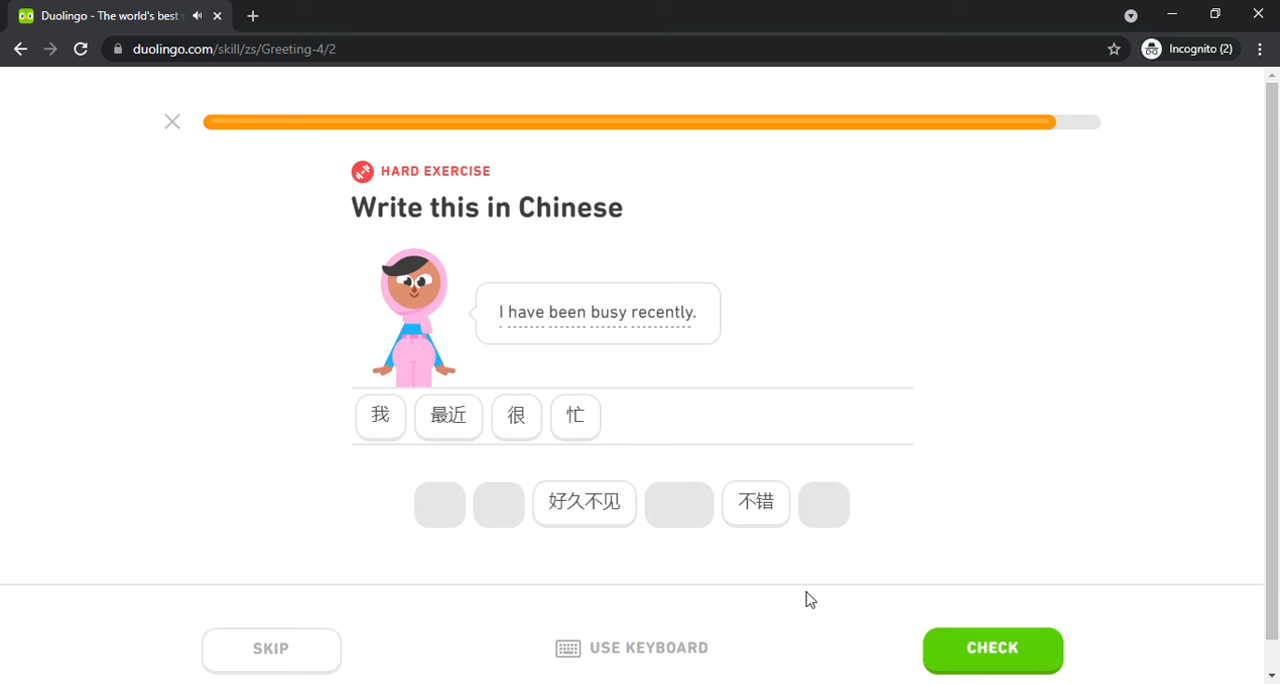 Duolingo - The world's best
duolingo.com/skill/zs/Greeting-4/2
Incognito (2)
HARD EXERCISE
Write this in Chinese
I have been busy recently.
我 最近 很 忙
好久不见 不错
SKIP
USE KEYBOARD
CHECK